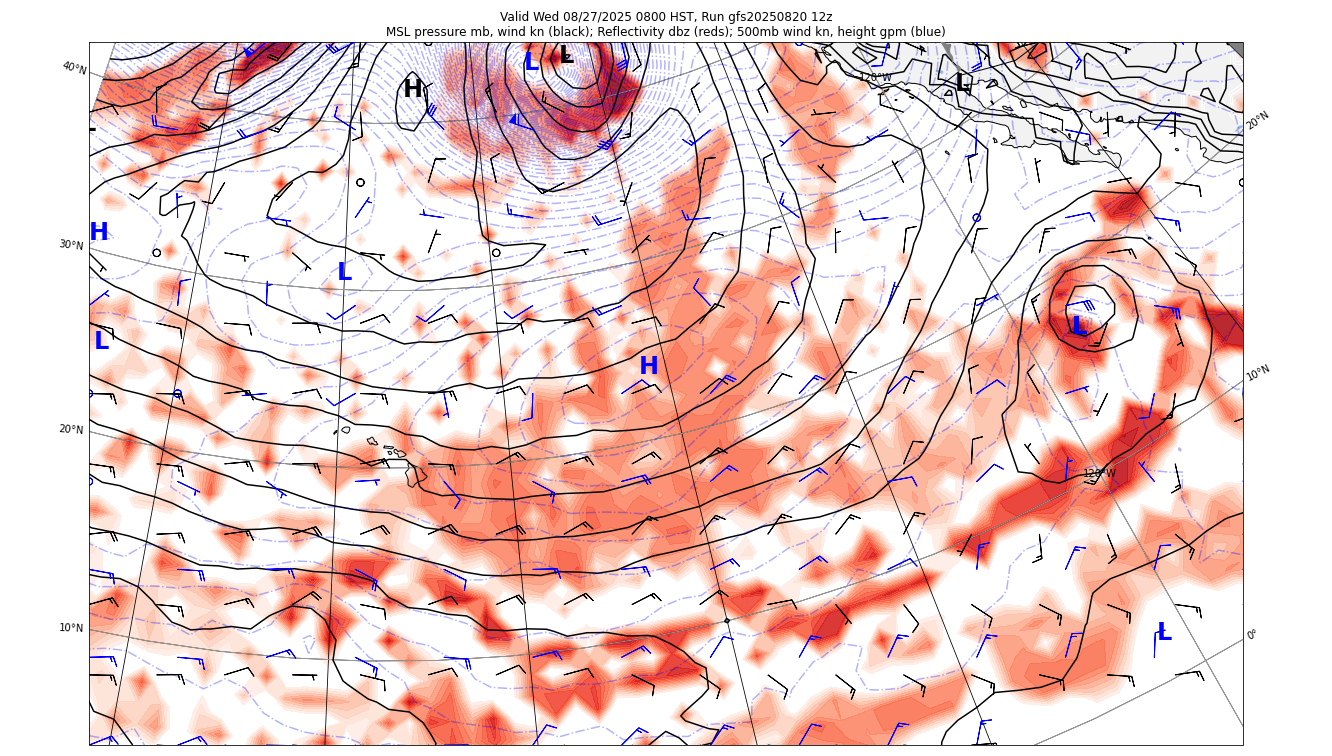 Valid Wed 08/27/2025 0800 HST, Run gfs20250820 12z
MSL pressure mb, wind kn (black); Reflectivity dbz (reds); 500mb wind kn, height gpm (blue)
L L
40°N 120°W L
H
20°N
H
30°N
L
L L
H
10°N
20°N
120°W
10°N
L 0°